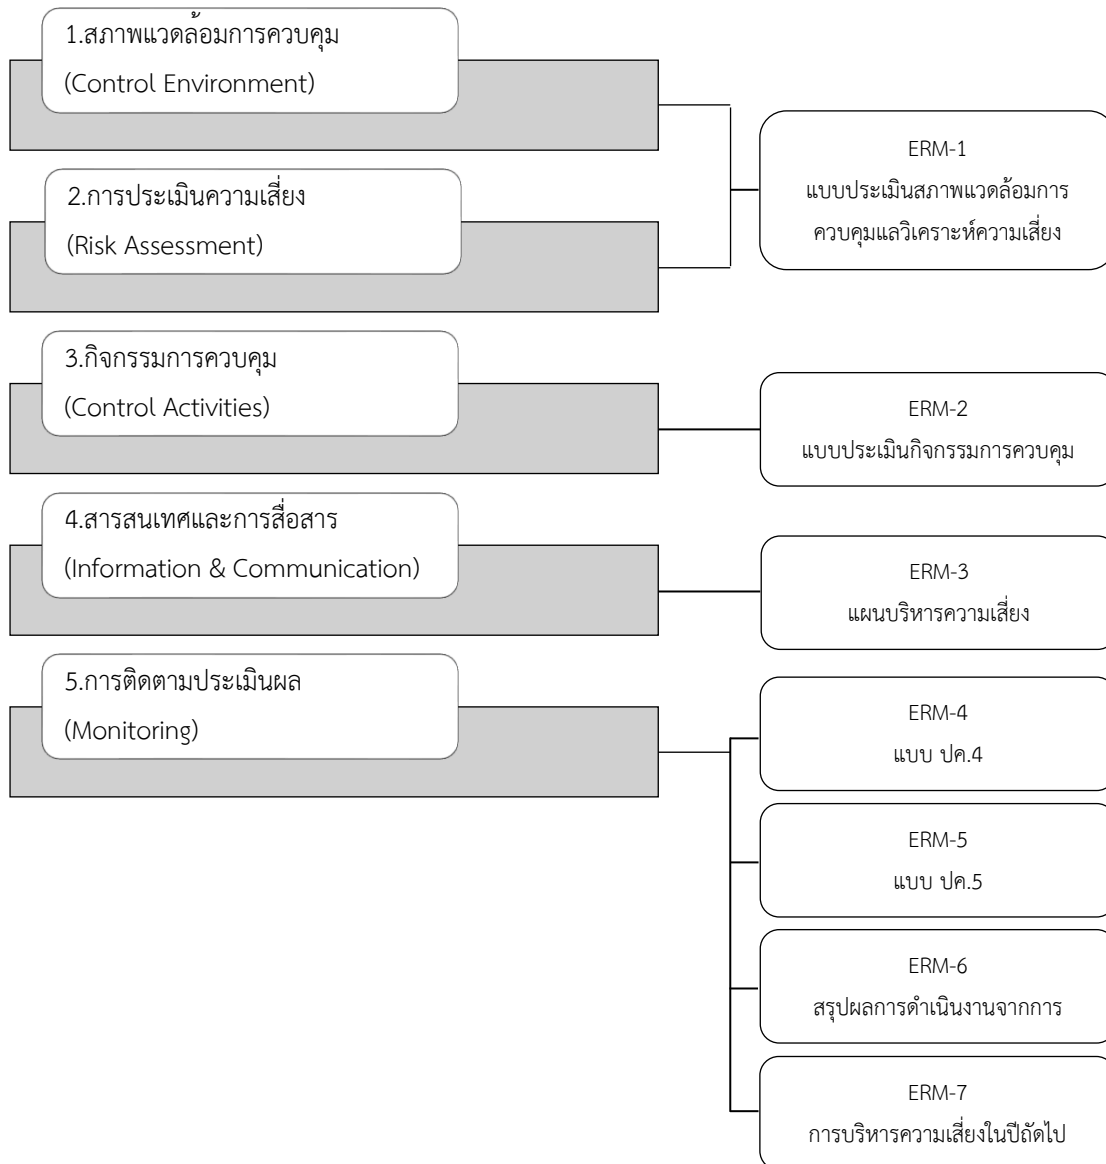 1.สภาพแวดล้อมการควบคุม
(Control Environment)
2.การประเมินความเสี่ยง
(Risk Assessment)
ERM-1
แบบประเมินสภาพแวดล้อมการ
ควบคุมแลวิเคราะห์ความเสี่ยง
3.กิจกรรมการควบคุม
(Control Activities)
ERM-2
แบบประเมินกิจกรรมการควบคุม
4.สารสนเทศและการสื่อสาร
(Information & Communication)
ERM-3
แผนบริหารความเสี่ยง
5.การติดตามประเมินผล
(Monitoring)
ERM-4
แบบ ปค.4
ERM-5
แบบ ปค.5
ERM-6
สรุปผลการดำเนินงานจากการ
ERM-7
การบริหารความเสี่ยงในปีถัดไป